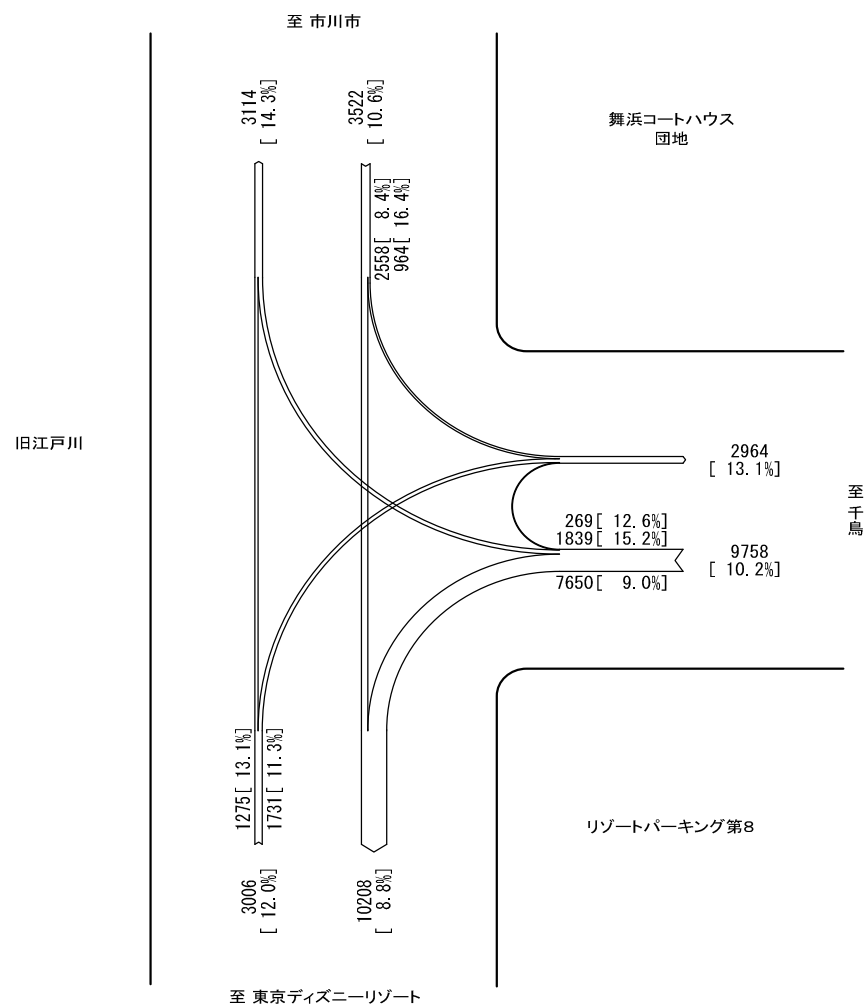 至 市川市
3114
[ 14.3%]
3522
[ 10.6%]
舞浜コートハウス
団地
2558[ 8.4%]
964[ 16.4%]
旧江戸川
2964
[ 13.1%]
至 千鳥
269[ 12.6%]
1839[ 15.2%]
9758
[ 10.2%]
7650[ 9.0%]
1275[ 13.1%]
1731[ 11.3%]
リゾートパーキング第8
3006
[ 12.0%]
10208
[ 8.8%]
至 東京ディズニーリゾート